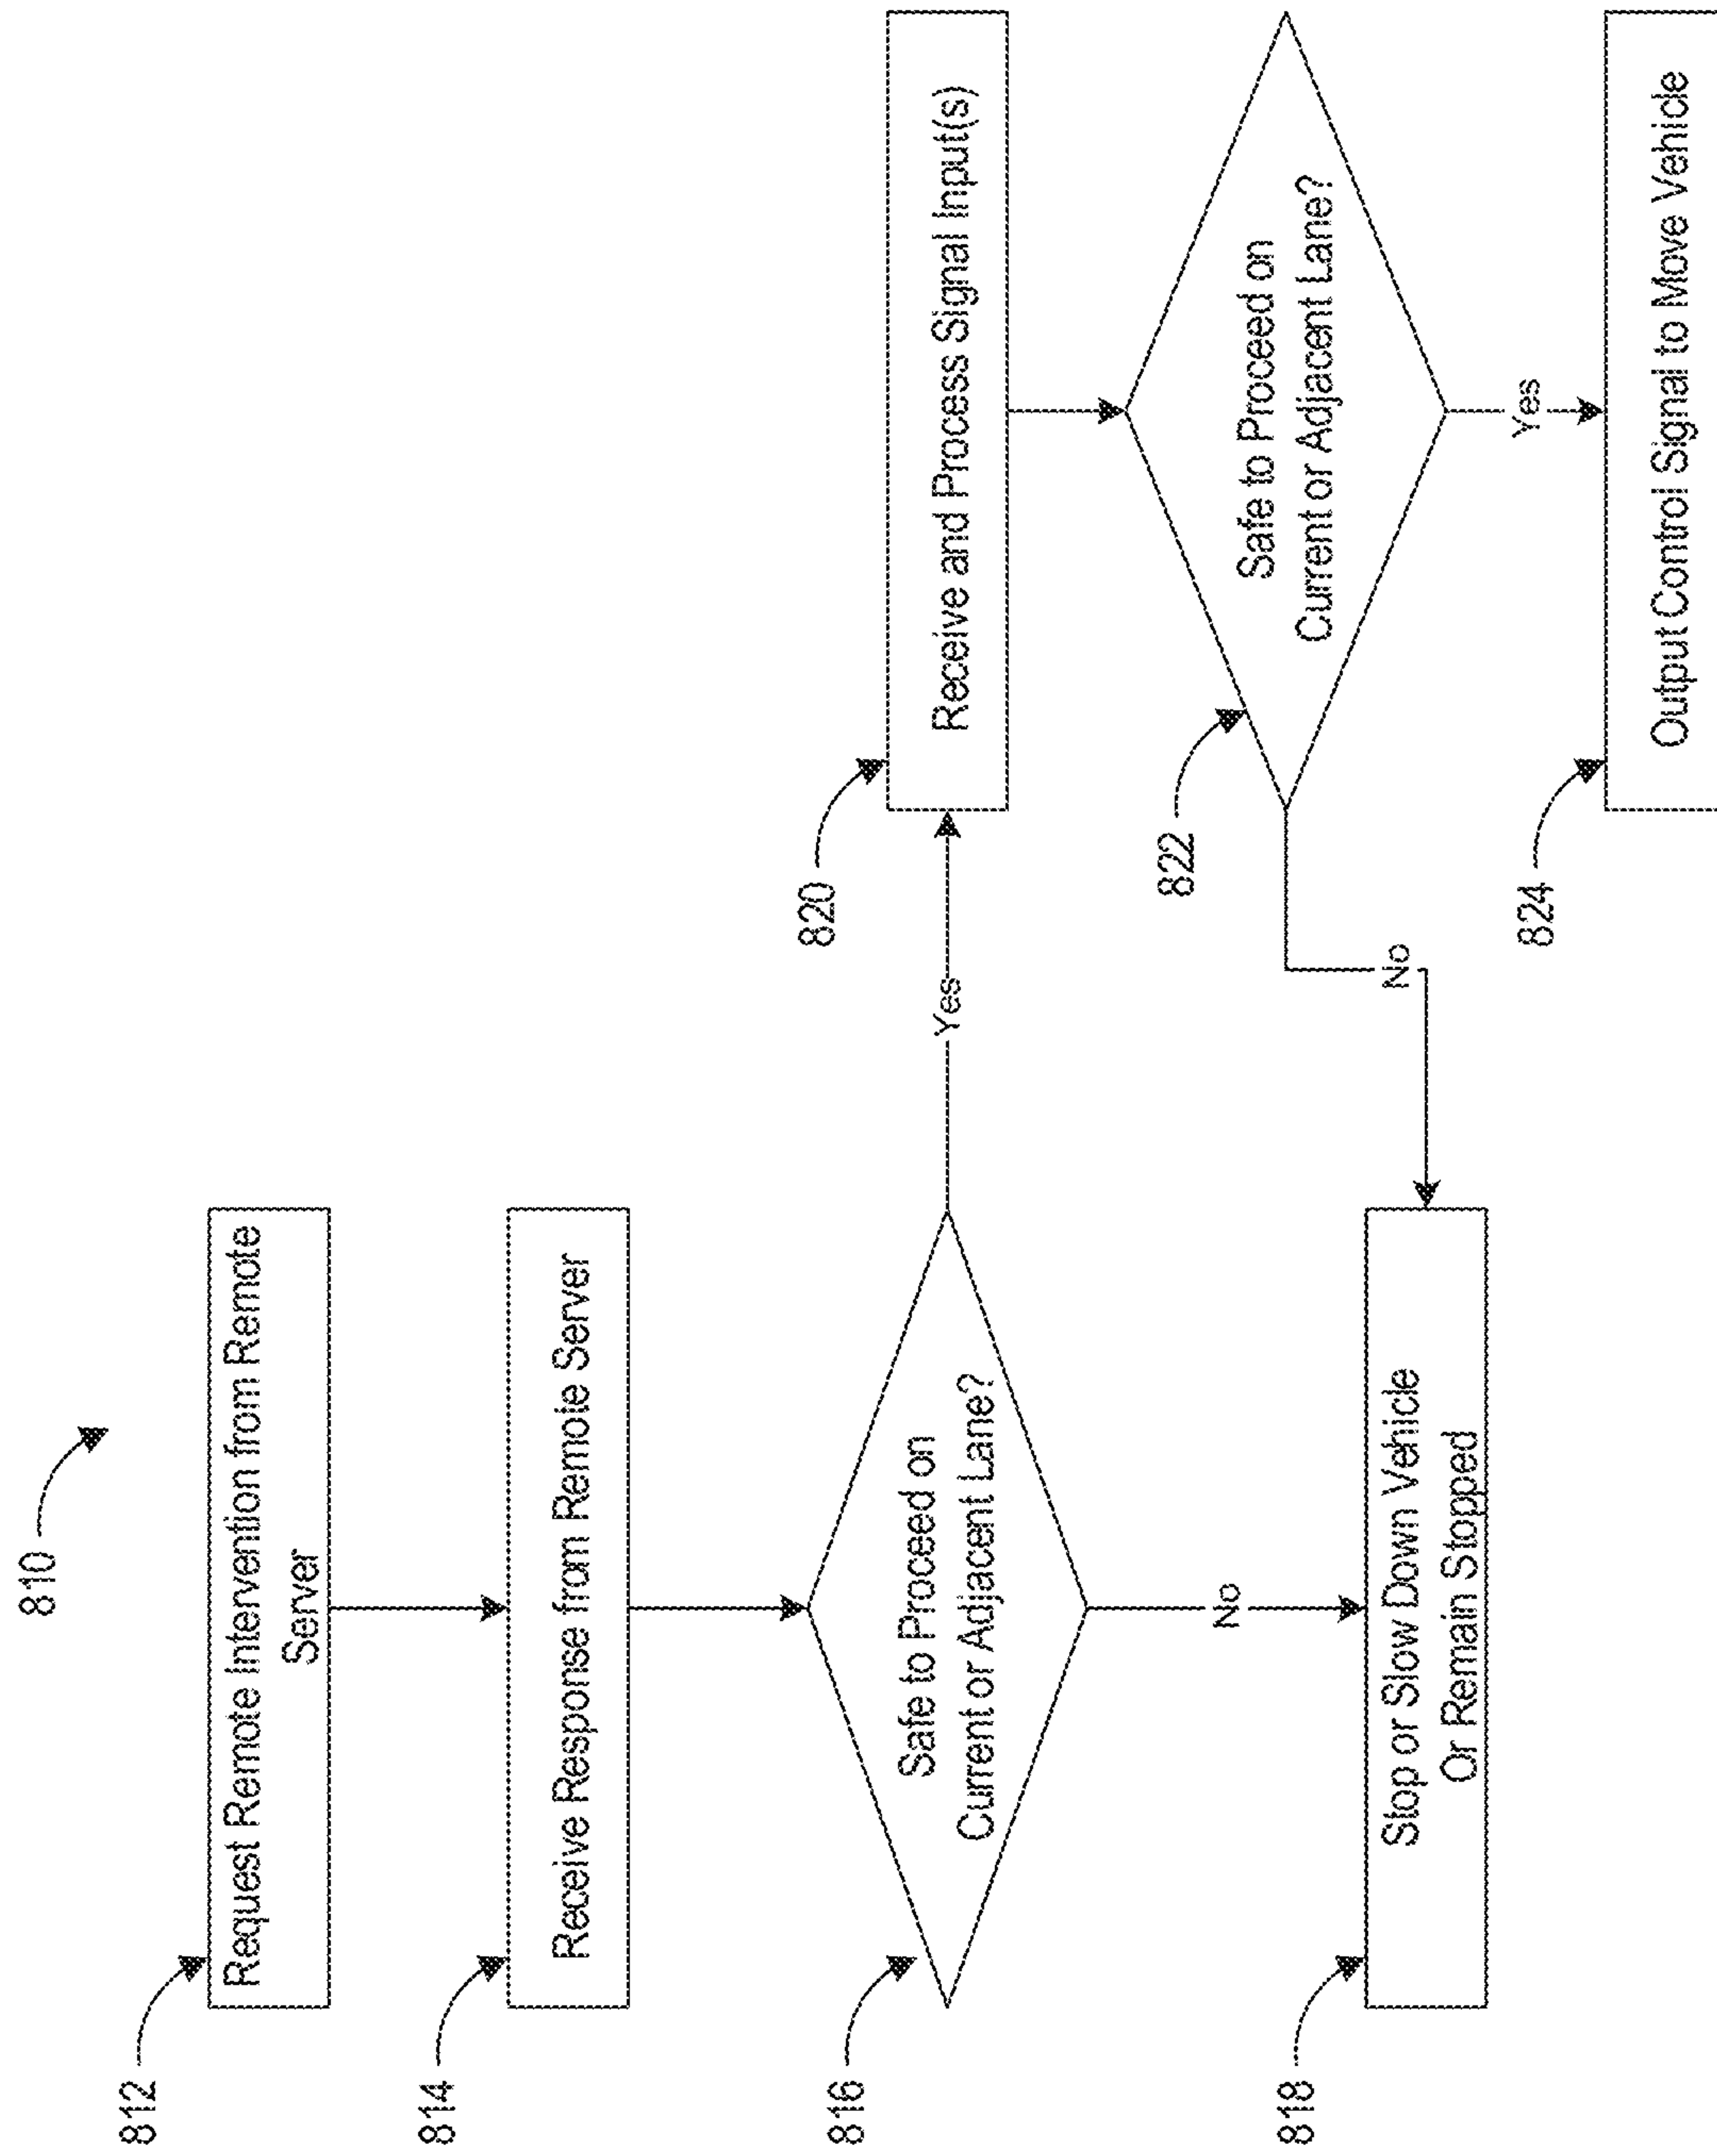 810
812
Request Remote Intervention from Remote
Server
814
Receive Response from Remote Server
816
Safe to Proceed on
Current or Adjacent Lane?
Yes
No
818
Stop or Slow Down Vehicle
Or Remain Stopped
820
Receive and Process Signal Input(s)
822
Safe to Proceed on
Current or Adjacent Lane?
No
Yes
824
Output Control Signal to Move Vehicle